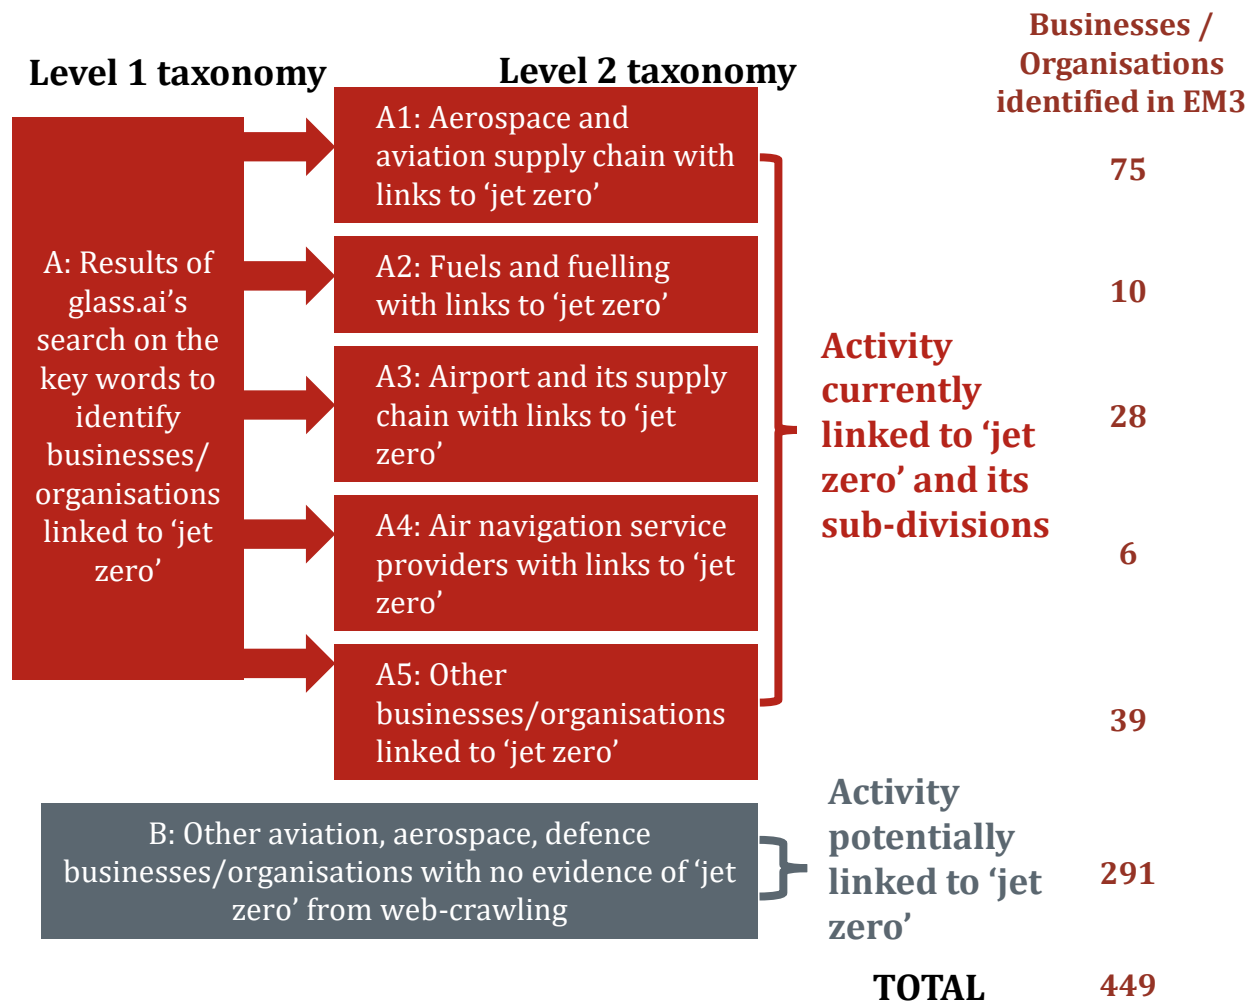 Level 1 taxonomy
Level 2 taxonomy
Businesses /
Organisations
identified in EM3
A: Results of
glass.ai’s
search on the
key words to
identify
businesses/
organisations
linked to ‘jet
zero’
A1: Aerospace and
aviation supply chain with
links to ‘jet zero’
75
A2: Fuels and fuelling
with links to ‘jet zero’
10
A3: Airport and its supply
chain with links to ‘jet
zero’
28
A4: Air navigation service
providers with links to ‘jet
zero’
6
A5: Other
businesses/organisations
linked to ‘jet zero’
39
Activity
currently
linked to ‘jet
zero’ and its
sub-divisions
B: Other aviation, aerospace, defence
businesses/organisations with no evidence of ‘jet
zero’ from web-crawling
Activity
potentially
linked to ‘jet
zero’
291
TOTAL
449